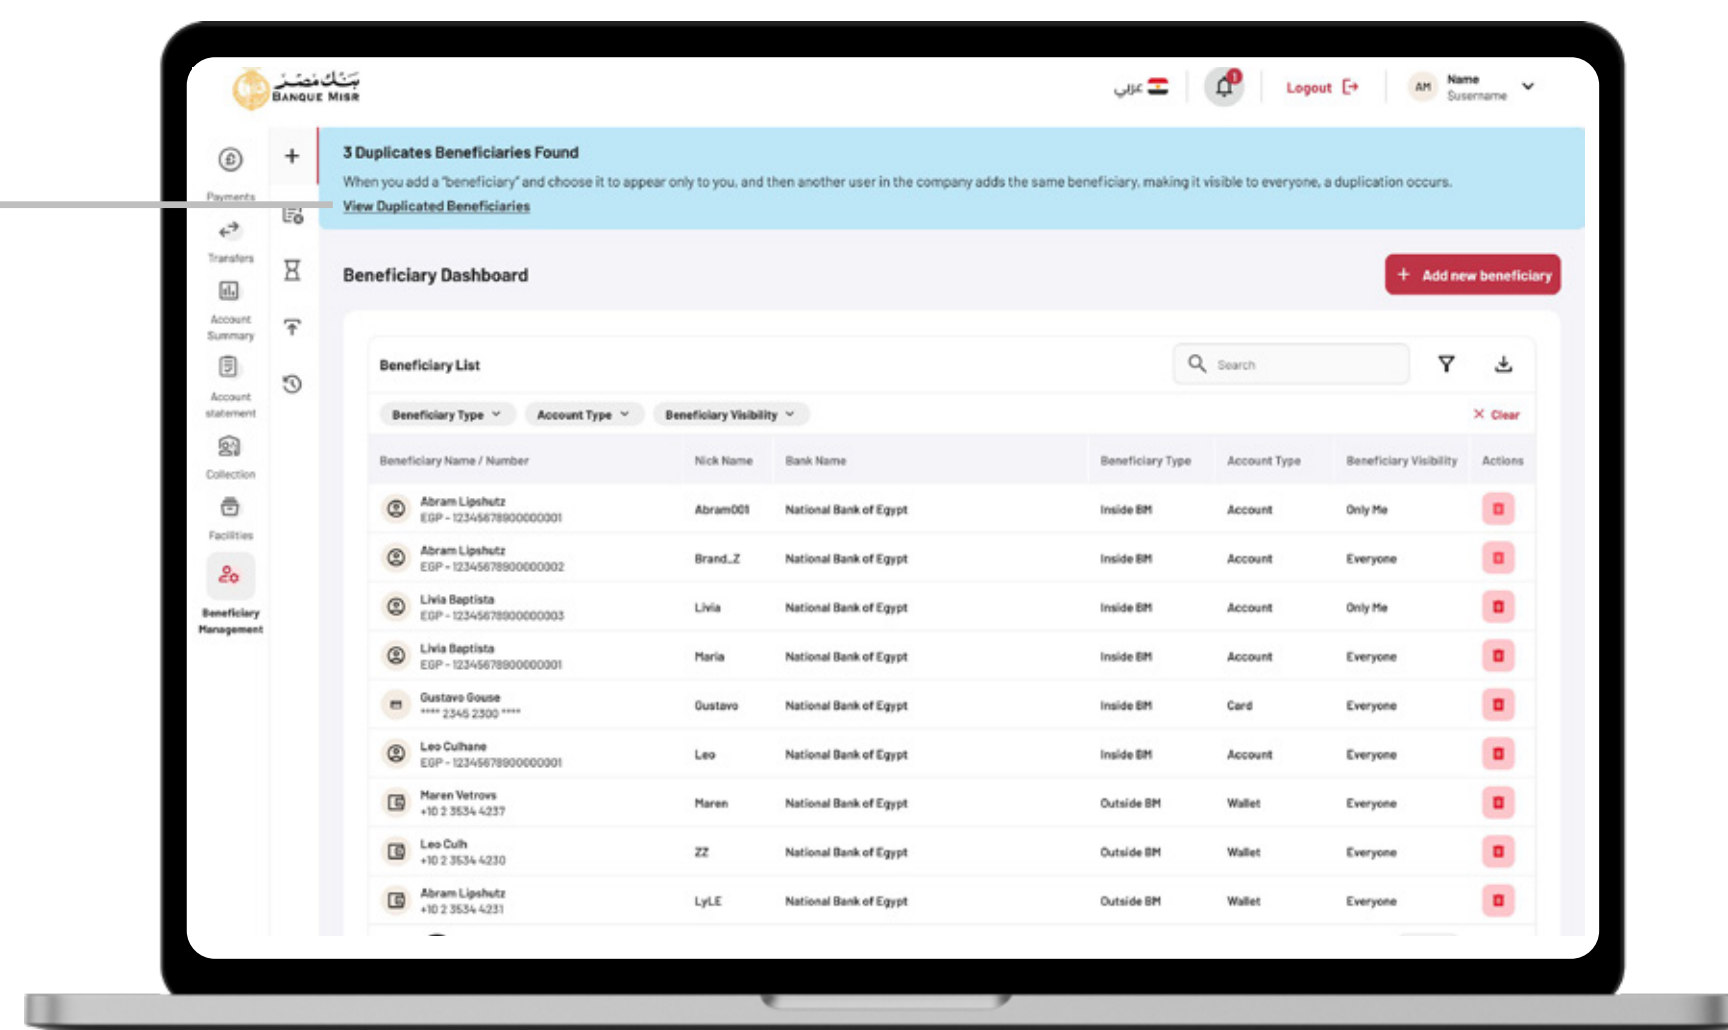 بنك مصر
BANQUE MISR
عربي
1
Logout
AM
Name
$username
Payments
Transfers
Account
Summary
Account
statement
Collection
Facilities
Beneficiary
Management
3 Duplicates Beneficiaries Found
When you add a "beneficiary" and choose it to appear only to you, and then another user in the company adds the same beneficiary, making it visible to everyone, a duplication occurs.
View Duplicated Beneficiaries
Beneficiary Dashboard
+ Add new beneficiary
Beneficiary List
Search
Beneficiary Type
Account Type
Beneficiary Visibility
× Clear
Beneficiary Name / Number Nick Name Bank Name Beneficiary Type Account Type Beneficiary Visibility Actions
Abram Lipshutz
EGP - 12345678900000001 Abram001 National Bank of Egypt Inside BM Account Only Me
Abram Lipshutz
EGP - 12345678900000002 Brand_Z National Bank of Egypt Inside BM Account Everyone
Livia Baptista
EGP - 12345678900000003 Livia National Bank of Egypt Inside BM Account Only Me
Livia Baptista
EGP - 12345678900000001 Maria National Bank of Egypt Inside BM Account Everyone
Gustavo Gouse
**** 2345 2300 **** Gustavo National Bank of Egypt Inside BM Card Everyone
Leo Culhane
EGP - 12345678900000001 Leo National Bank of Egypt Inside BM Account Everyone
Maren Vetrovs
+10 2 3534 4237 Maren National Bank of Egypt Outside BM Wallet Everyone
Leo Culh
+10 2 3534 4230 ZZ National Bank of Egypt Outside BM Wallet Everyone
Abram Lipshutz
+10 2 3534 4231 LyLE National Bank of Egypt Outside BM Wallet Everyone